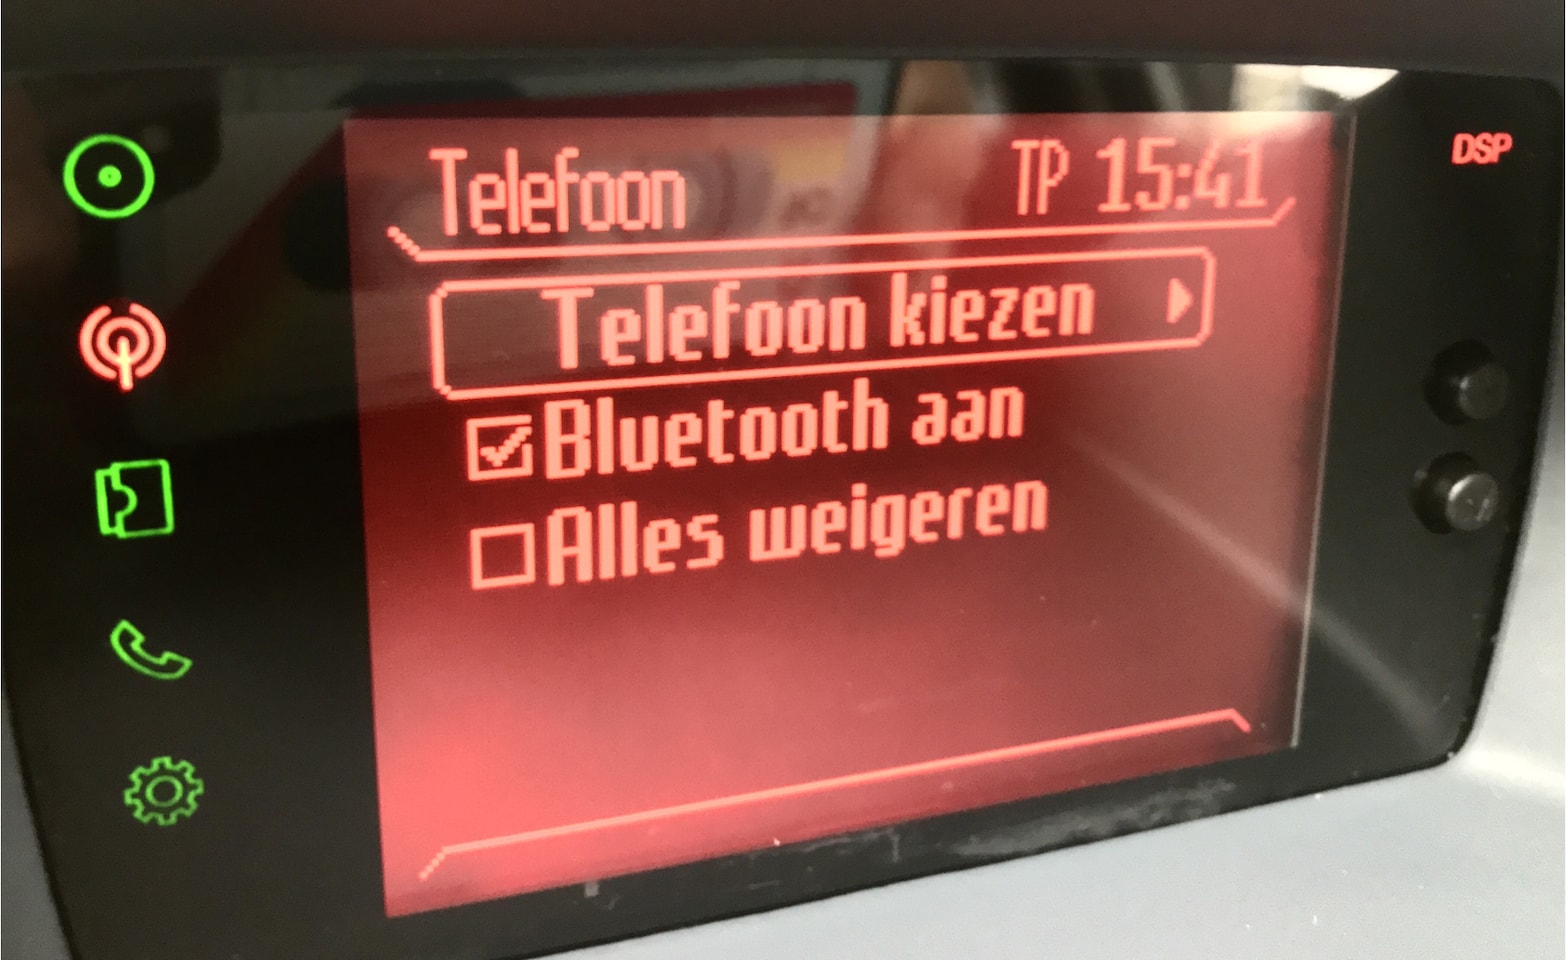 Telefoon TP 15:41
DSP
Telefoon kiezen
Bluetooth aan
Alles weigeren